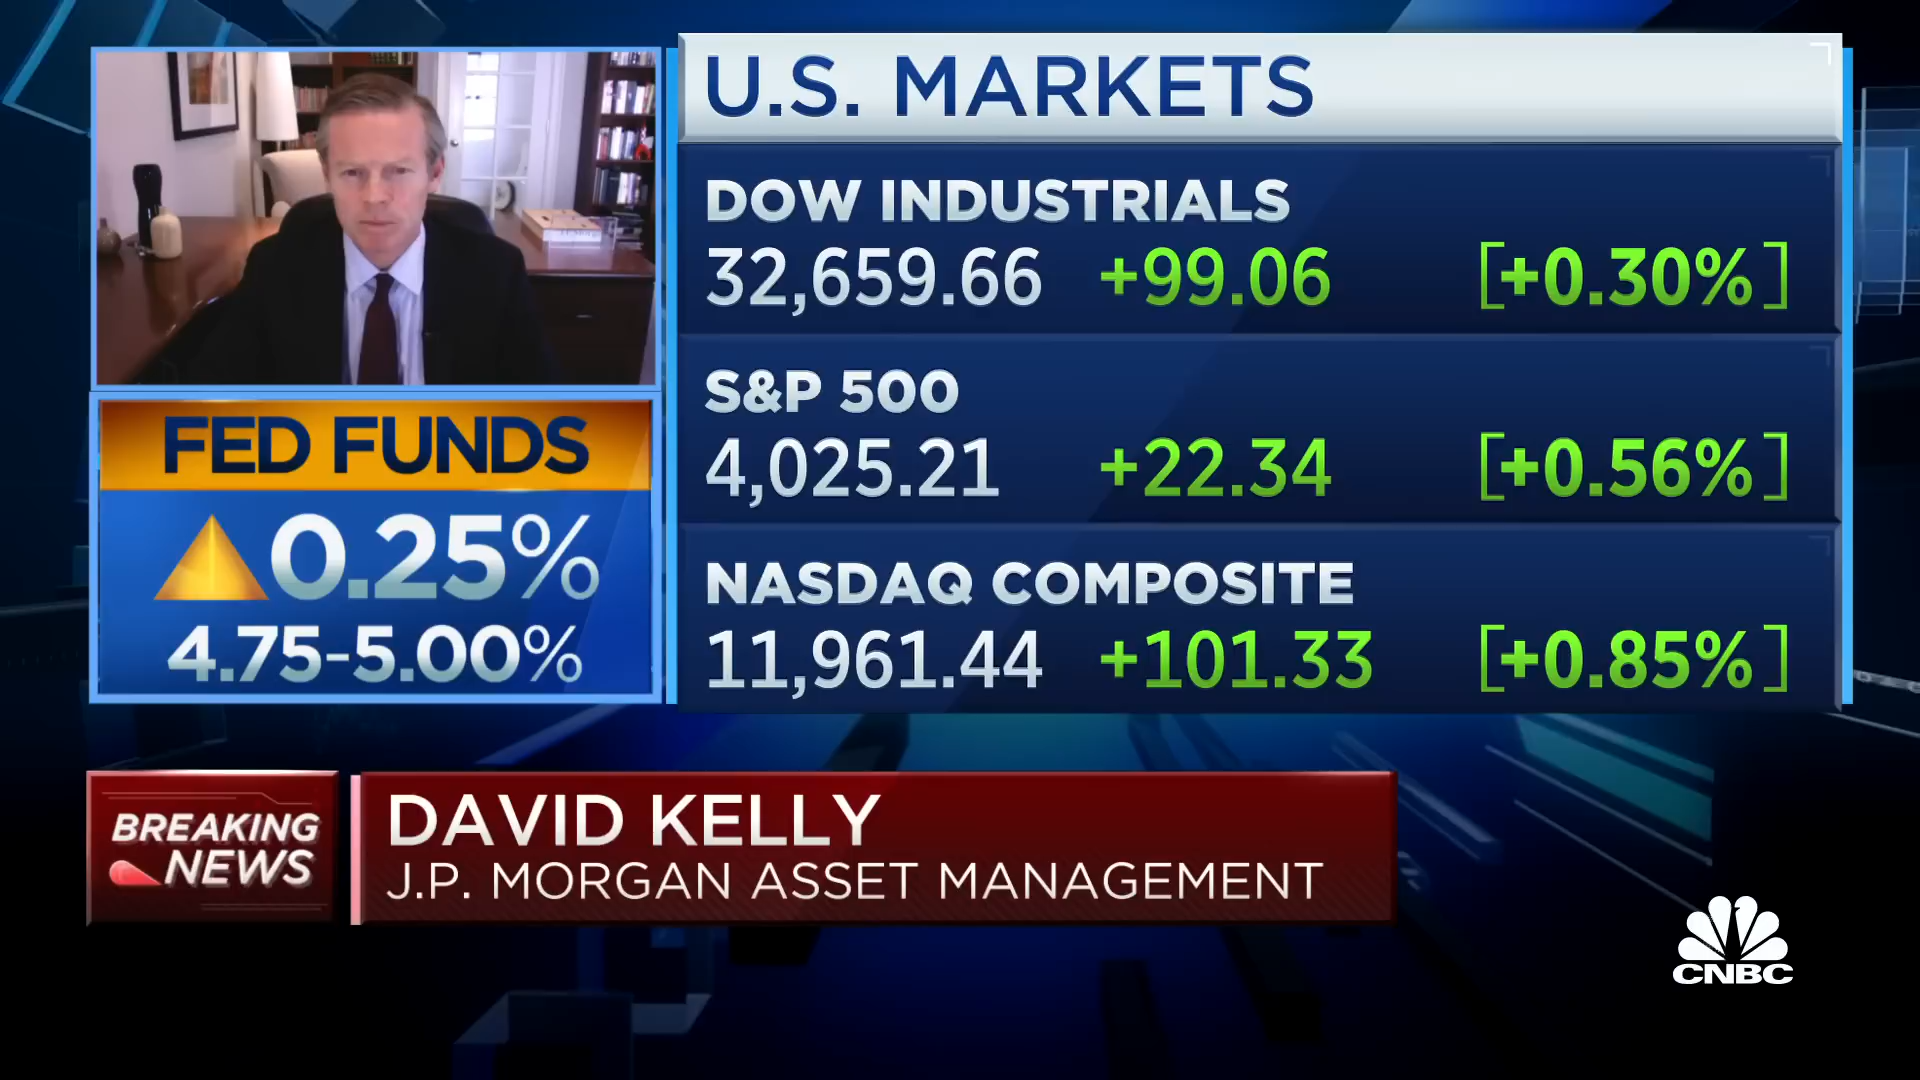 U.S. MARKETS
DOW INDUSTRIALS
32,659.66 +99.06 [+0.30%]
S&P 500
4,025.21 +22.34 [+0.56%]
NASDAQ COMPOSITE
11,961.44 +101.33 [+0.85%]
FED FUNDS
▲0.25%
4.75-5.00%
BREAKING
NEWS
DAVID KELLY
J.P. MORGAN ASSET MANAGEMENT
CNBC